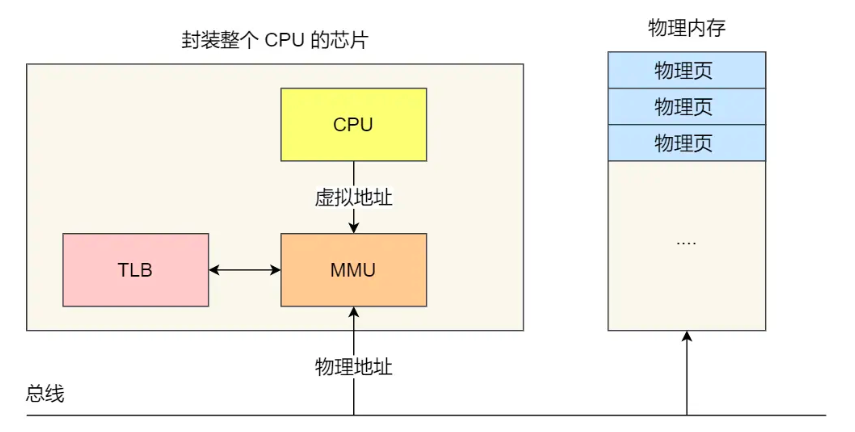 封装整个 CPU 的芯片
物理内存
物理页
物理页
物理页
CPU
虚拟地址
....
TLB
MMU
物理地址
总线